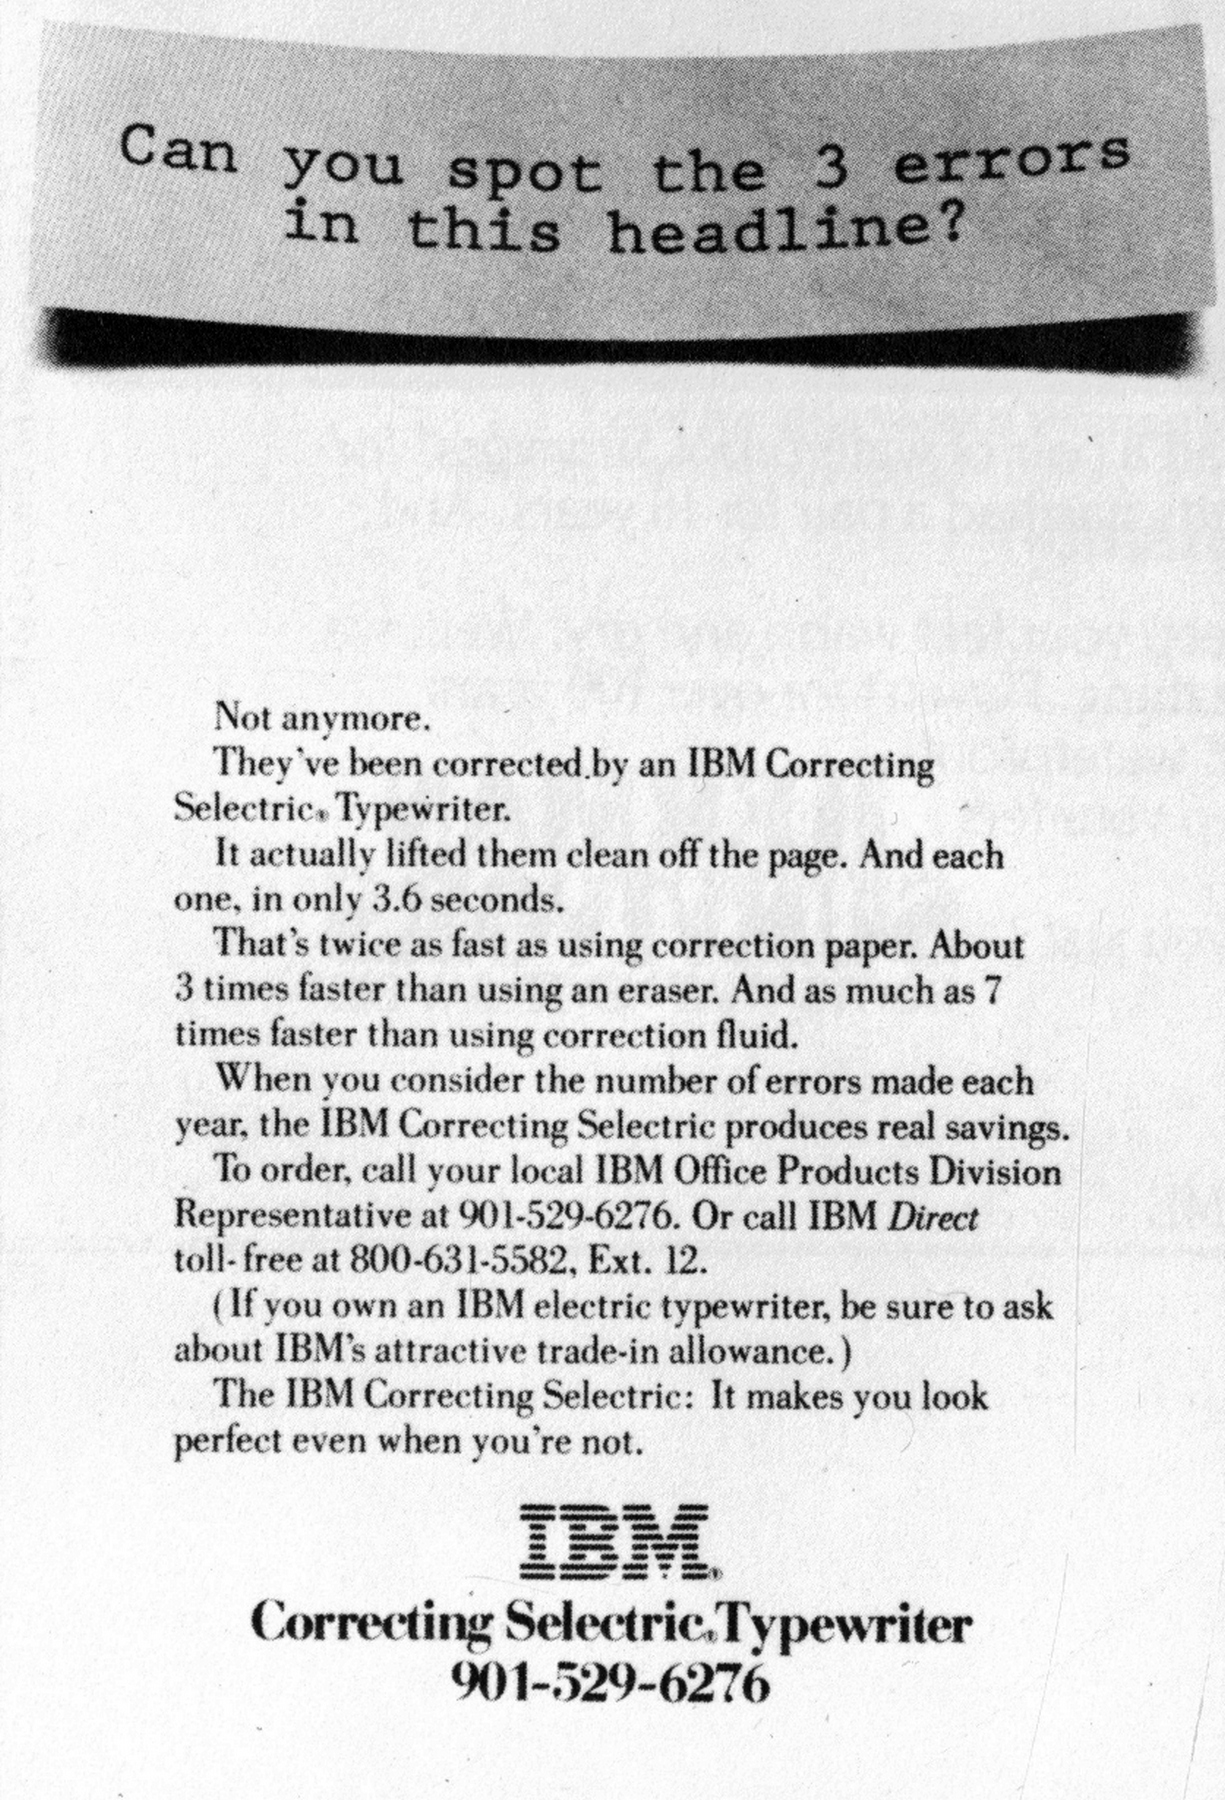 Can you spot the 3 errors
in this headline?
Not anymore.
They've been corrected by an IBM Correcting
Selectric® Typewriter.
It actually lifted them clean off the page. And each
one, in only 3.6 seconds.
That's twice as fast as using correction paper. About
3 times faster than using an eraser. And as much as 7
times faster than using correction fluid.
When you consider the number of errors made each
year, the IBM Correcting Selectric produces real savings.
To order, call your local IBM Office Products Division
Representative at 901-529-6276. Or call IBM Direct
toll-free at 800-631-5582, Ext. 12.
(If you own an IBM electric typewriter, be sure to ask
about IBM's attractive trade-in allowance.)
The IBM Correcting Selectric: It makes you look
perfect even when you're not.
IBM®
Correcting Selectric® Typewriter
901-529-6276